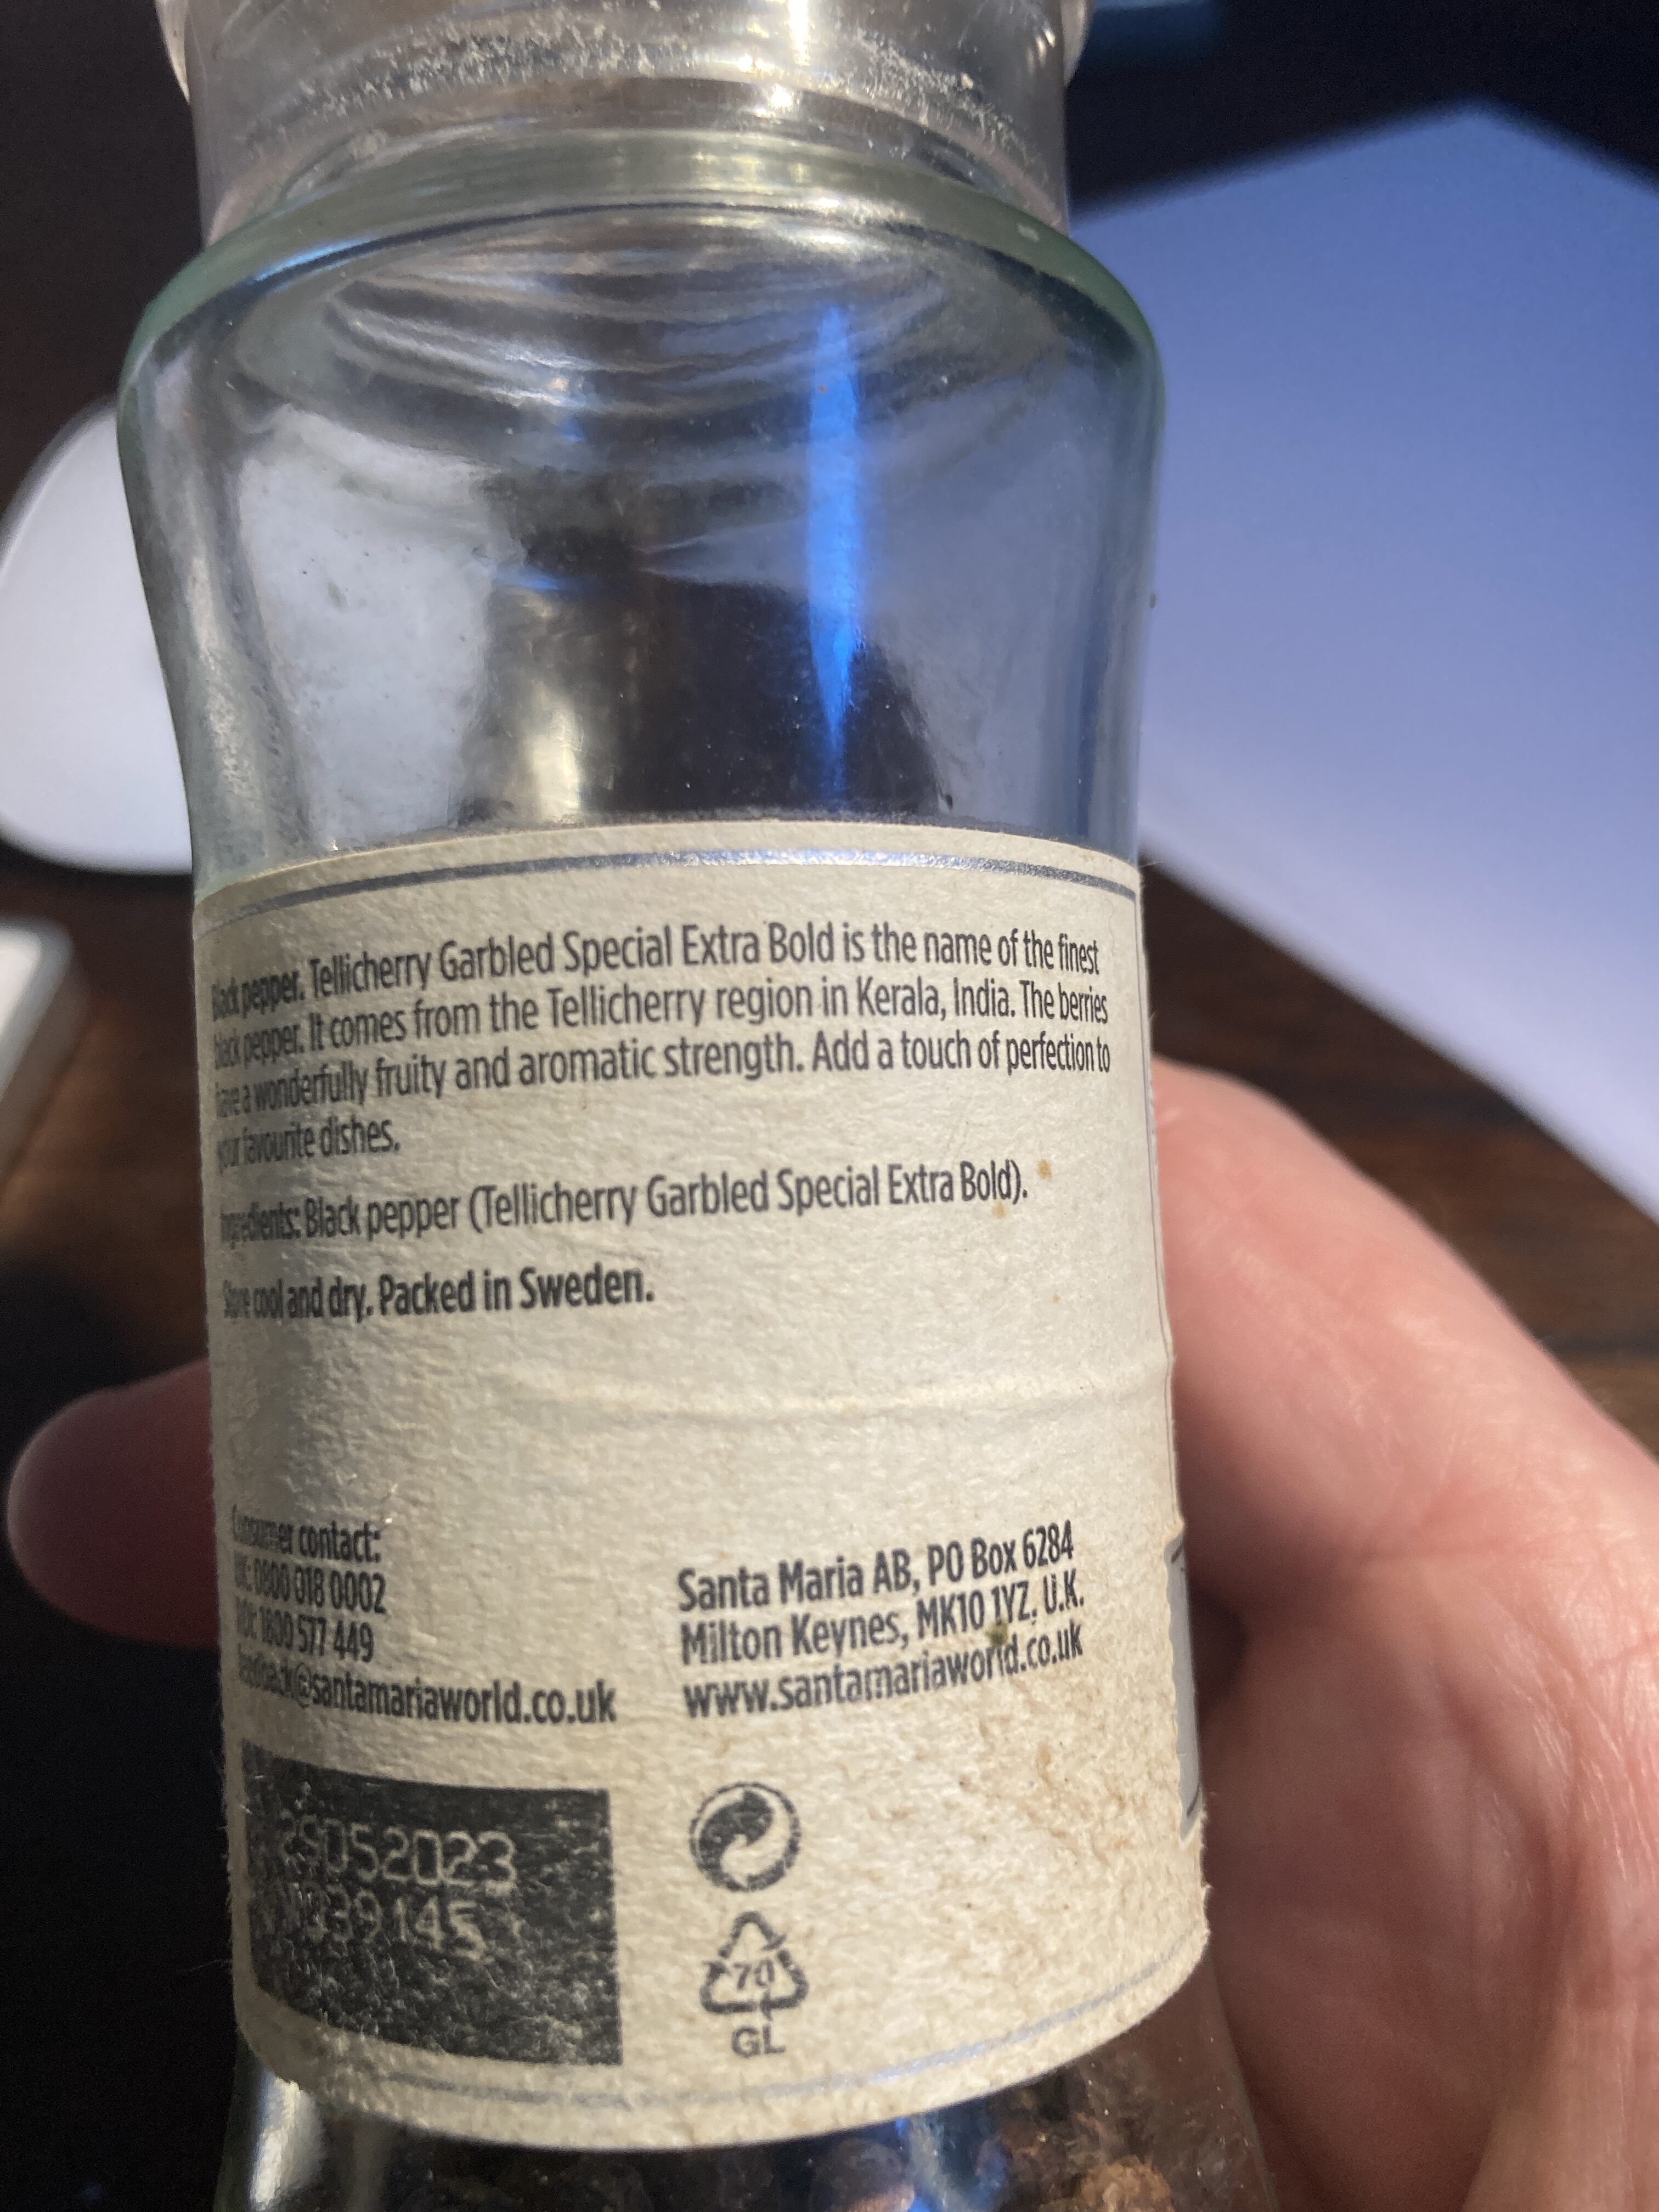 Black pepper. Tellicherry Garbled Special Extra Bold is the name of the finest
black pepper. It comes from the Tellicherry region in Kerala, India. The berries
have a wonderfully fruity and aromatic strength. Add a touch of perfection to
your favourite dishes.
Ingredients: Black pepper (Tellicherry Garbled Special Extra Bold).
Store cool and dry. Packed in Sweden.
Consumer contact:
UK: 0800 018 0002
ROI: 1800 577 449
feedback@santamariaworld.co.uk
Santa Maria AB, PO Box 6284
Milton Keynes, MK10 1YZ, U.K.
www.santamariaworld.co.uk
29052023
70
GL